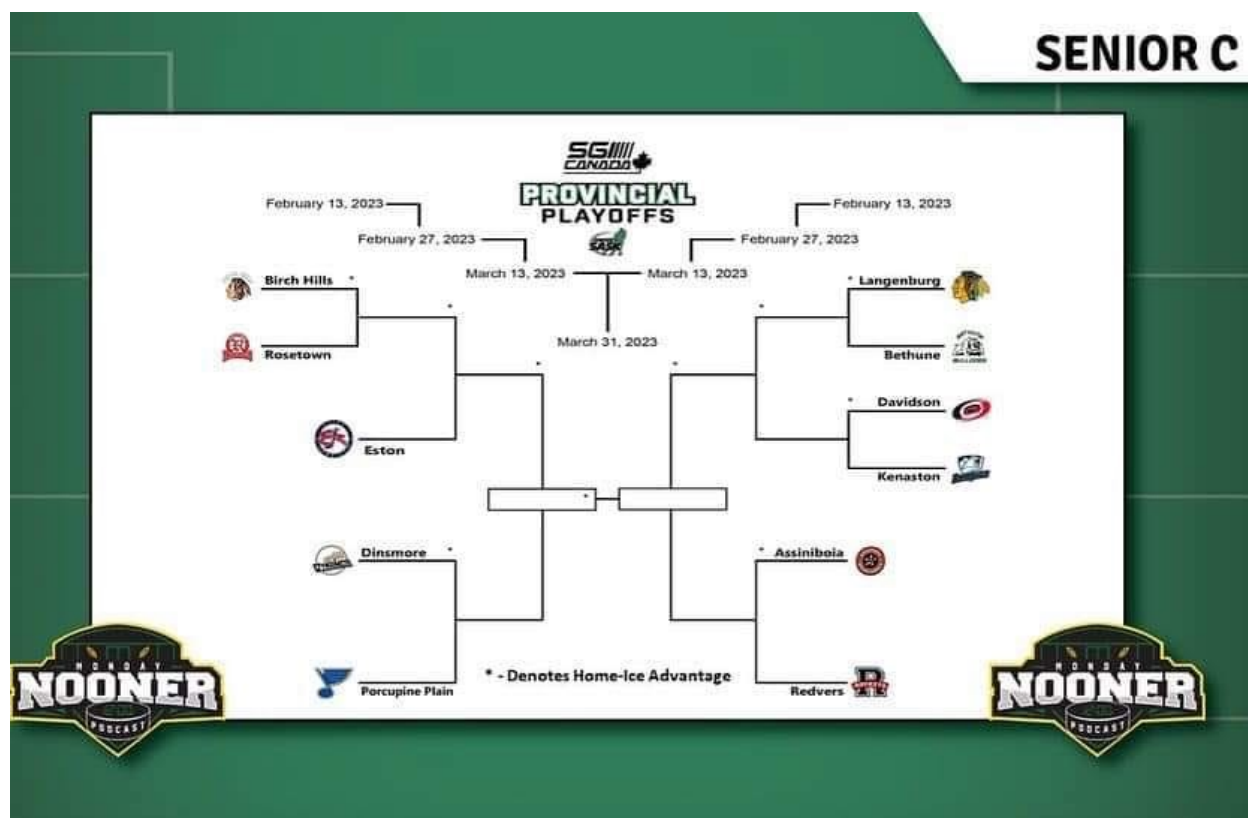 SENIOR C
SGI
CANADA
PROVINCIAL
PLAYOFFS
SASK
February 13, 2023
February 13, 2023
February 27, 2023
February 27, 2023
March 13, 2023
March 13, 2023
March 31, 2023
Birch Hills *
Rosetown
*
Eston
*
Dinsmore *
Porcupine Plain
*
* Langenburg
Bethune
*
* Davidson
Kenaston
*
* Assiniboia
Redvers
* - Denotes Home-Ice Advantage
MONDAY
NOONER
PODCAST
MONDAY
NOONER
PODCAST